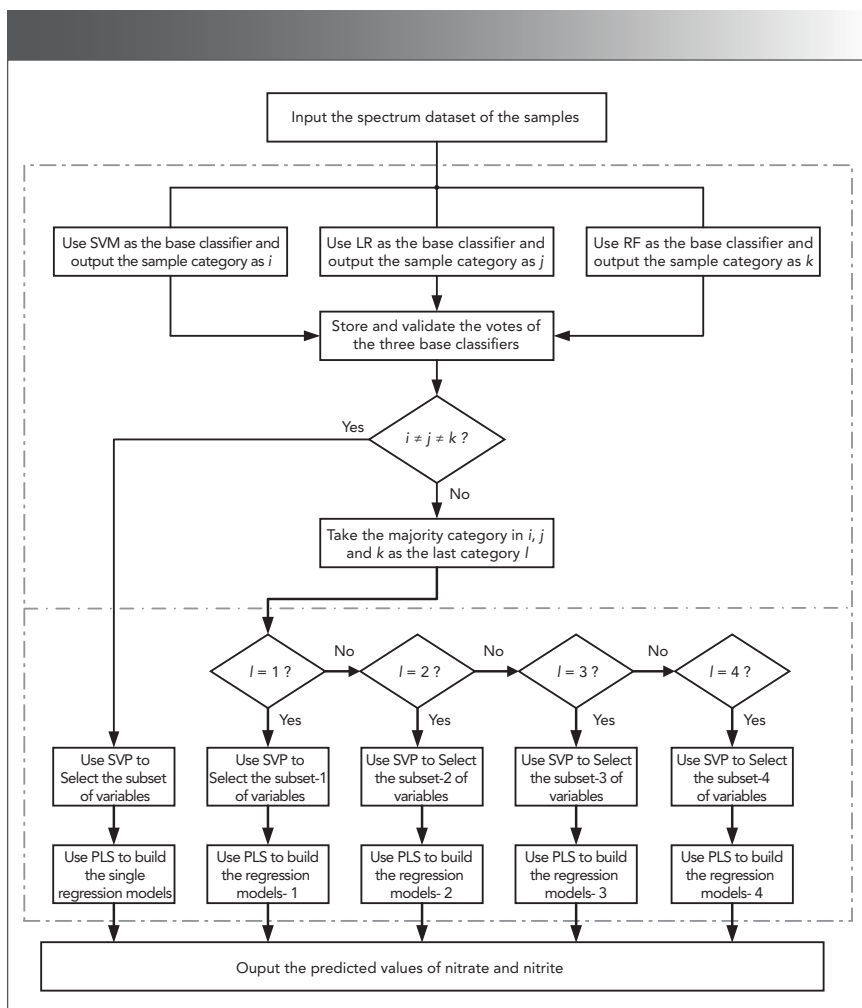 Input the spectrum dataset of the samples
Use SVM as the base classifier and
output the sample category as i
Use LR as the base classifier and
output the sample category as j
Use RF as the base classifier and
output the sample category as k
Store and validate the votes of
the three base classifiers
Yes
i ≠ j ≠ k ?
No
Take the majority category in i, j
and k as the last category l
l = 1 ?
No
l = 2 ?
No
l = 3 ?
No
l = 4 ?
Yes
Yes
Yes
Yes
Use SVP to
Select the subset
of variables
Use SVP to
Select the subset-1
of variables
Use SVP to Select
the subset-2 of
variables
Use SVP to Select
the subset-3 of
variables
Use SVP to Select
the subset-4
of variables
Use PLS to build
the single
regression models
Use PLS to build
the regression
models- 1
Use PLS to build
the regression
models- 2
Use PLS to build
the regression
models- 3
Use PLS to build
the regression
models- 4
Ouput the predicted values of nitrate and nitrite